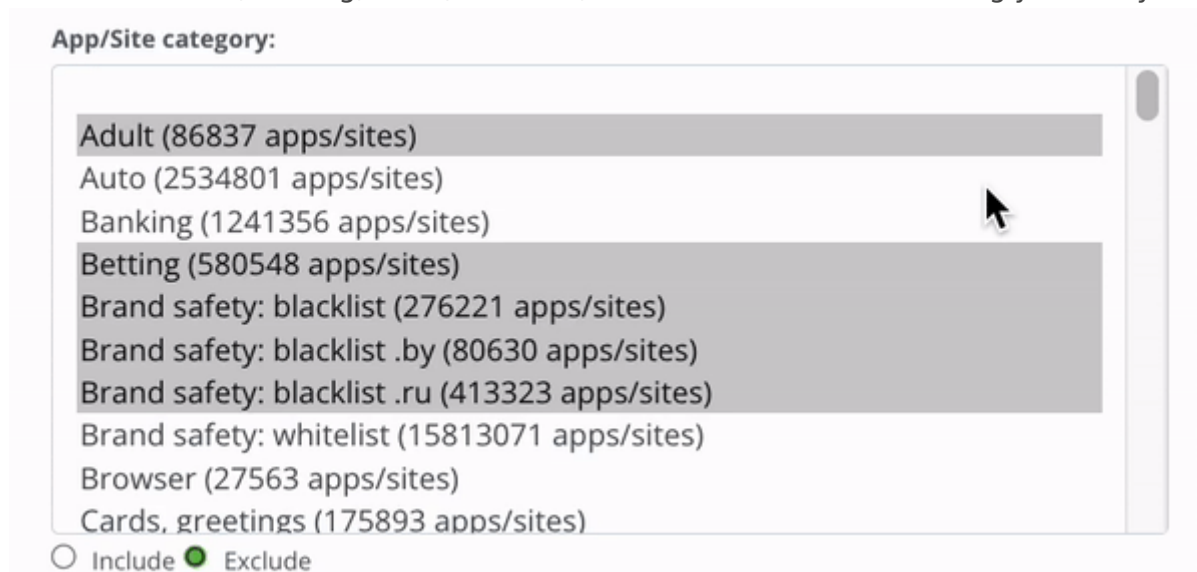 App/Site category:
Adult (86837 apps/sites)
Auto (2534801 apps/sites)
Banking (1241356 apps/sites)
Betting (580548 apps/sites)
Brand safety: blacklist (276221 apps/sites)
Brand safety: blacklist .by (80630 apps/sites)
Brand safety: blacklist .ru (413323 apps/sites)
Brand safety: whitelist (15813071 apps/sites)
Browser (27563 apps/sites)
Cards, greetings (175893 apps/sites)
Include Exclude